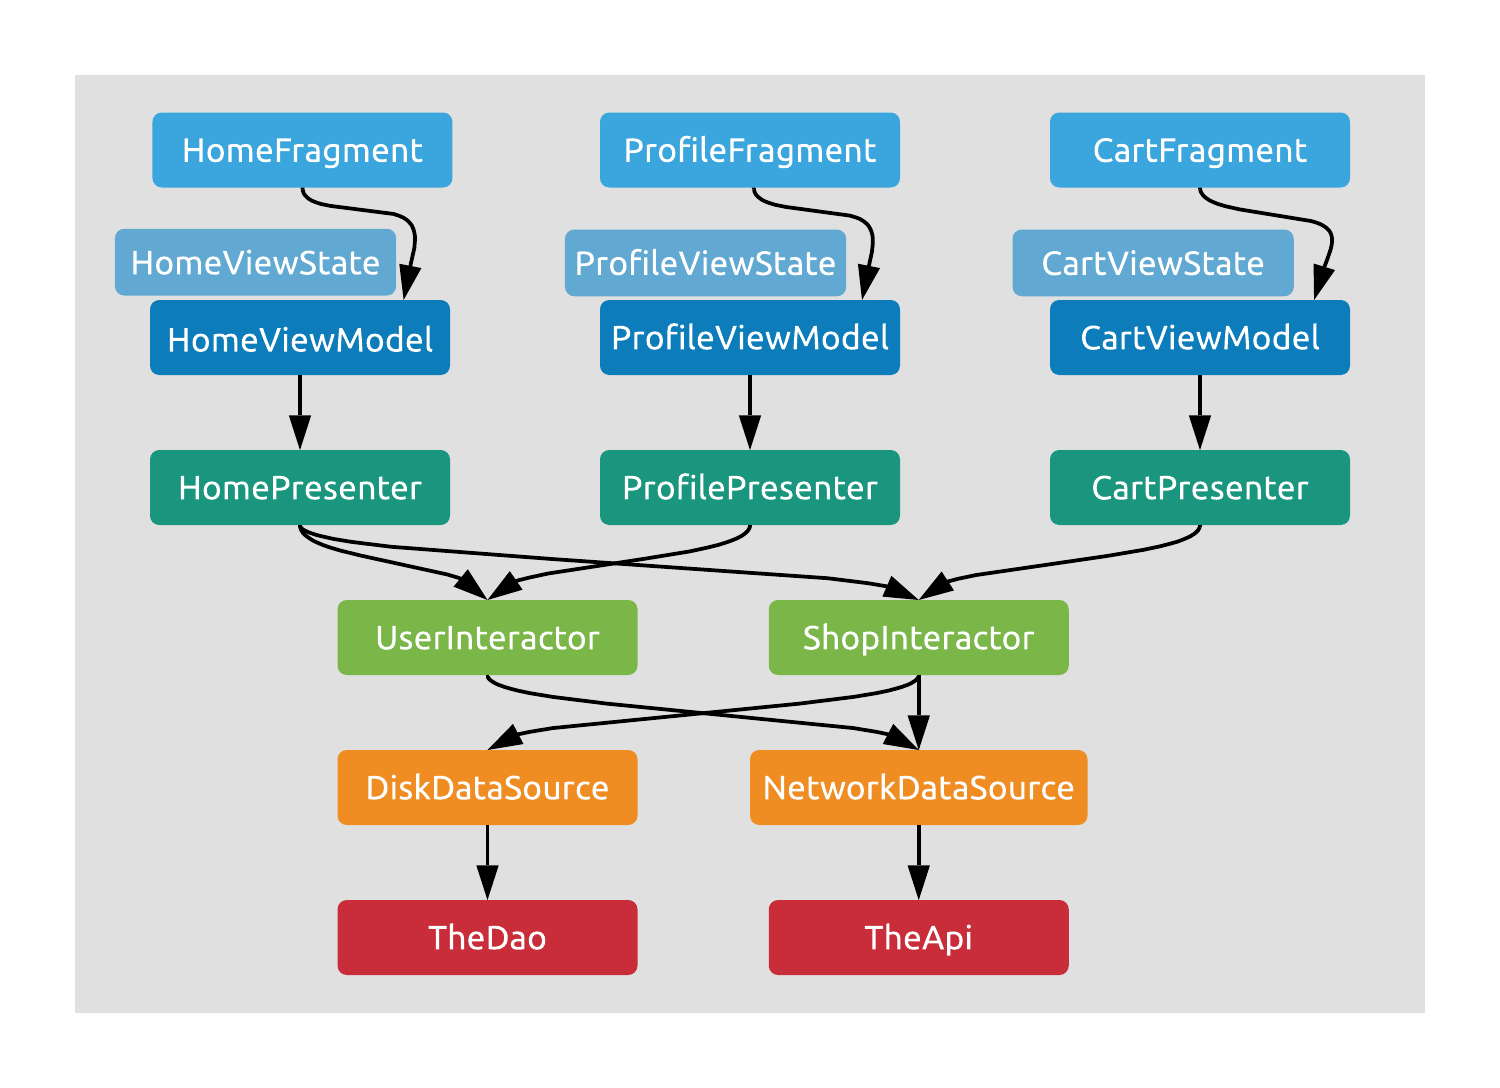 HomeFragment
ProfileFragment
CartFragment
HomeViewState
ProfileViewState
CartViewState
HomeViewModel
ProfileViewModel
CartViewModel
HomePresenter
ProfilePresenter
CartPresenter
UserInteractor
ShopInteractor
DiskDataSource
NetworkDataSource
TheDao
TheApi